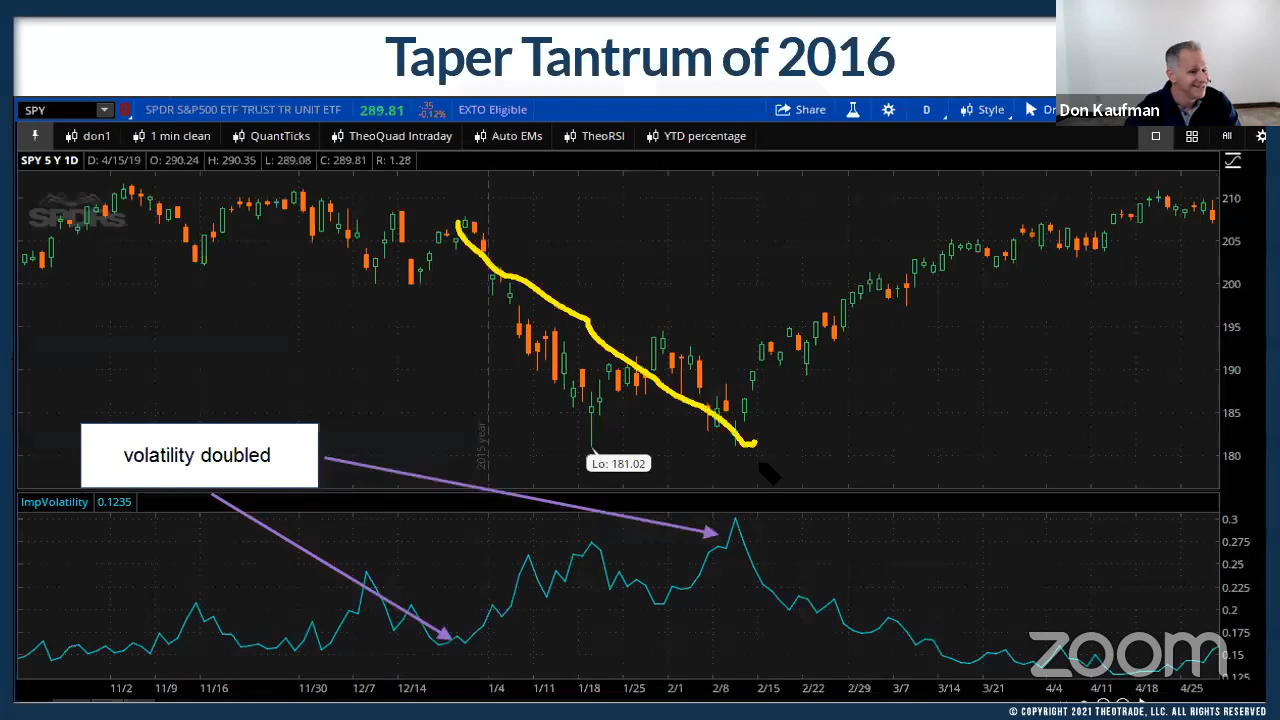 Taper Tantrum of 2016
Don Kaufman
SPY SPDR S&P500 ETF TRUST TR UNIT ETF 289.81 -.35 -0.12% EXTO Eligible Share D Style
don1 1 min clean QuantTicks TheoQuad Intraday Auto EMs TheoRSI YTD percentage All
SPY 5 Y 1D D: 4/15/19 O: 290.24 H: 290.35 L: 289.08 C: 289.81 R: 1.28
SPDRs
210
205
200
195
190
185
180
2015 year
Lo: 181.02
volatility doubled
ImpVolatility 0.1235
0.3
0.275
0.25
0.225
0.2
0.175
0.15
0.125
zoom
11/2 11/9 11/16 11/30 12/7 12/14 1/4 1/11 1/18 1/25 2/1 2/8 2/15 2/22 2/29 3/7 3/14 3/21 4/4 4/11 4/18 4/25
© COPYRIGHT 2021 THEOTRADE, LLC. ALL RIGHTS RESERVED